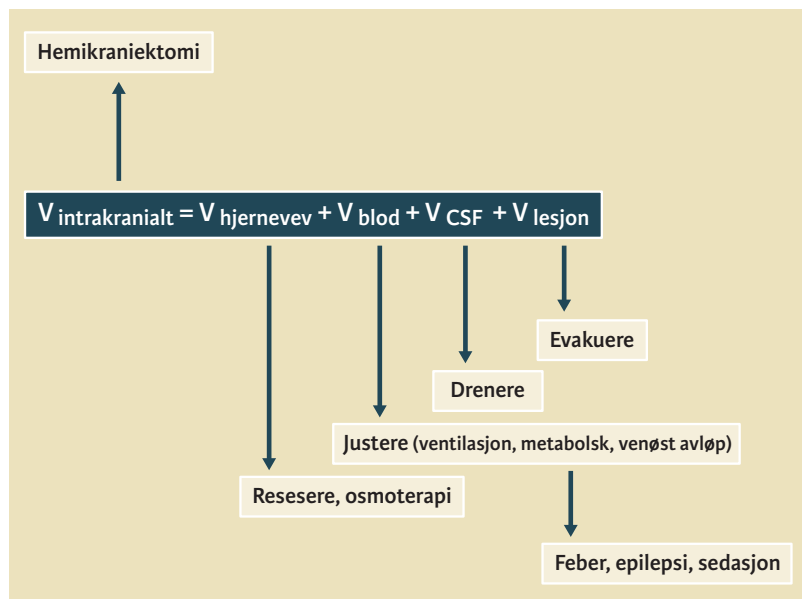 Hemikraniektomi
V intrakranialt = V hjernevev + V blod + V CSF + V lesjon
Evakuere
Drenere
Justere (ventilasjon, metabolsk, venøst avløp)
Resesere, osmoterapi
Feber, epilepsi, sedasjon